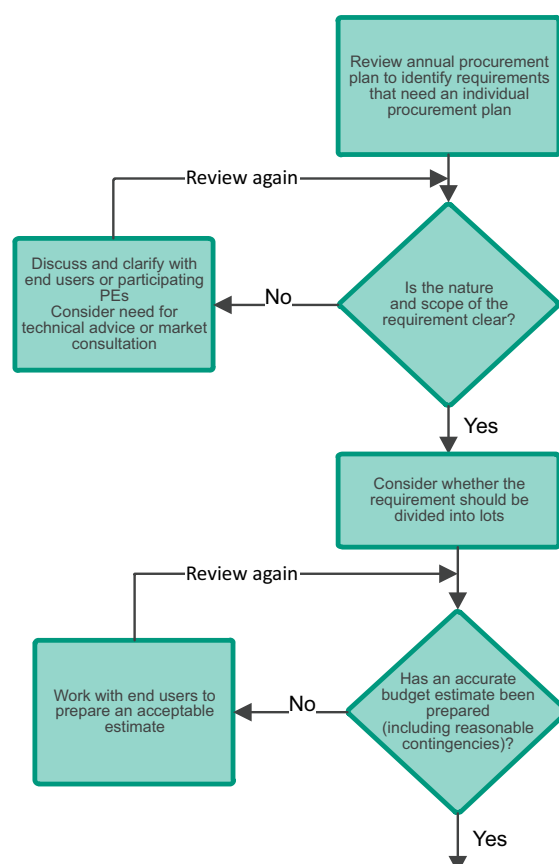 Review annual procurement
plan to identify requirements
that need an individual
procurement plan
Review again
Discuss and clarify with
end users or participating
PEs
Consider need for
technical advice or market
consultation
No
Is the nature
and scope of the
requirement clear?
Yes
Consider whether the
requirement should be
divided into lots
Review again
Work with end users to
prepare an acceptable
estimate
No
Has an accurate
budget estimate been
prepared
(including reasonable
contingencies)?
Yes